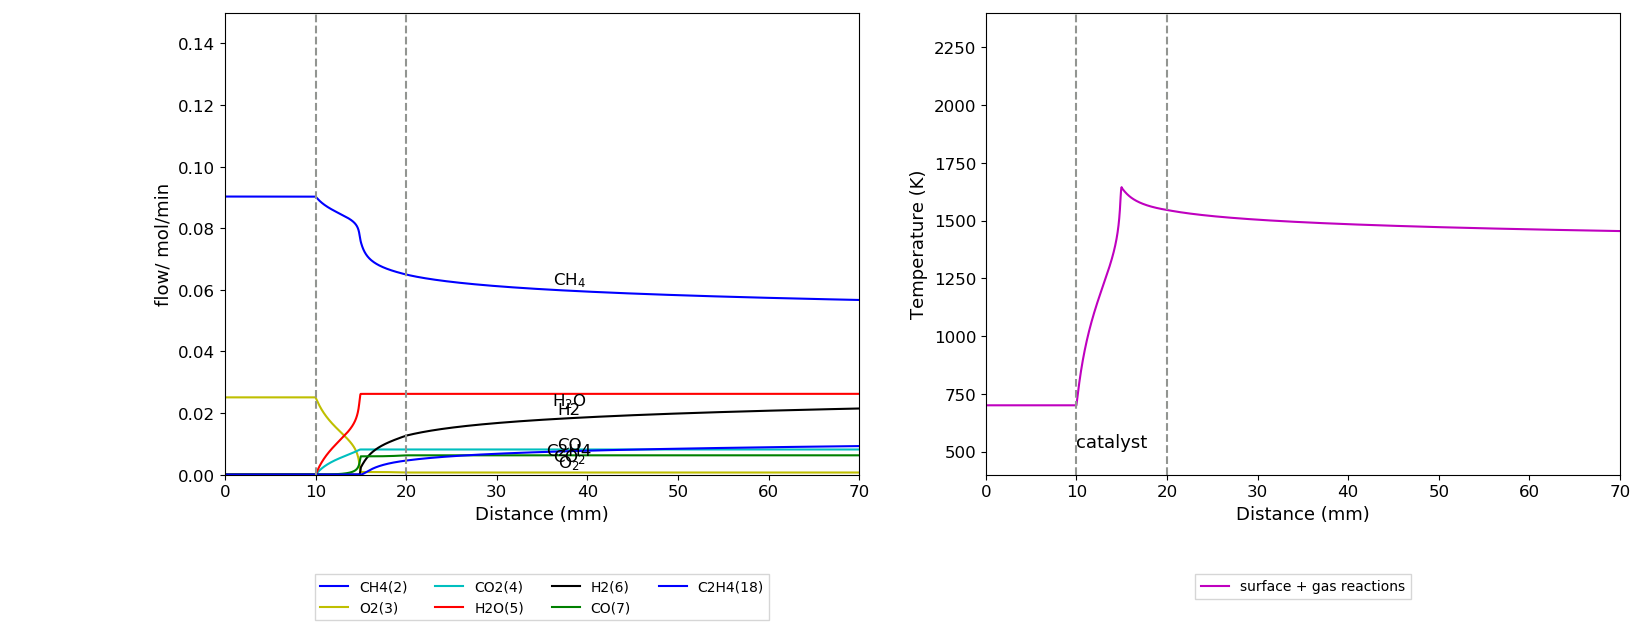 0.14
0.12
0.10
0.08
0.06
0.04
0.02
0.00
flow/ mol/min
CH₄
H₂O
H2
CO
C2H4
CO₂
O₂
0 10 20 30 40 50 60 70
Distance (mm)
CH4(2) CO2(4) H2(6) C2H4(18)
O2(3) H2O(5) CO(7)
2250
2000
1750
1500
1250
1000
750
500
Temperature (K)
catalyst
0 10 20 30 40 50 60 70
Distance (mm)
surface + gas reactions